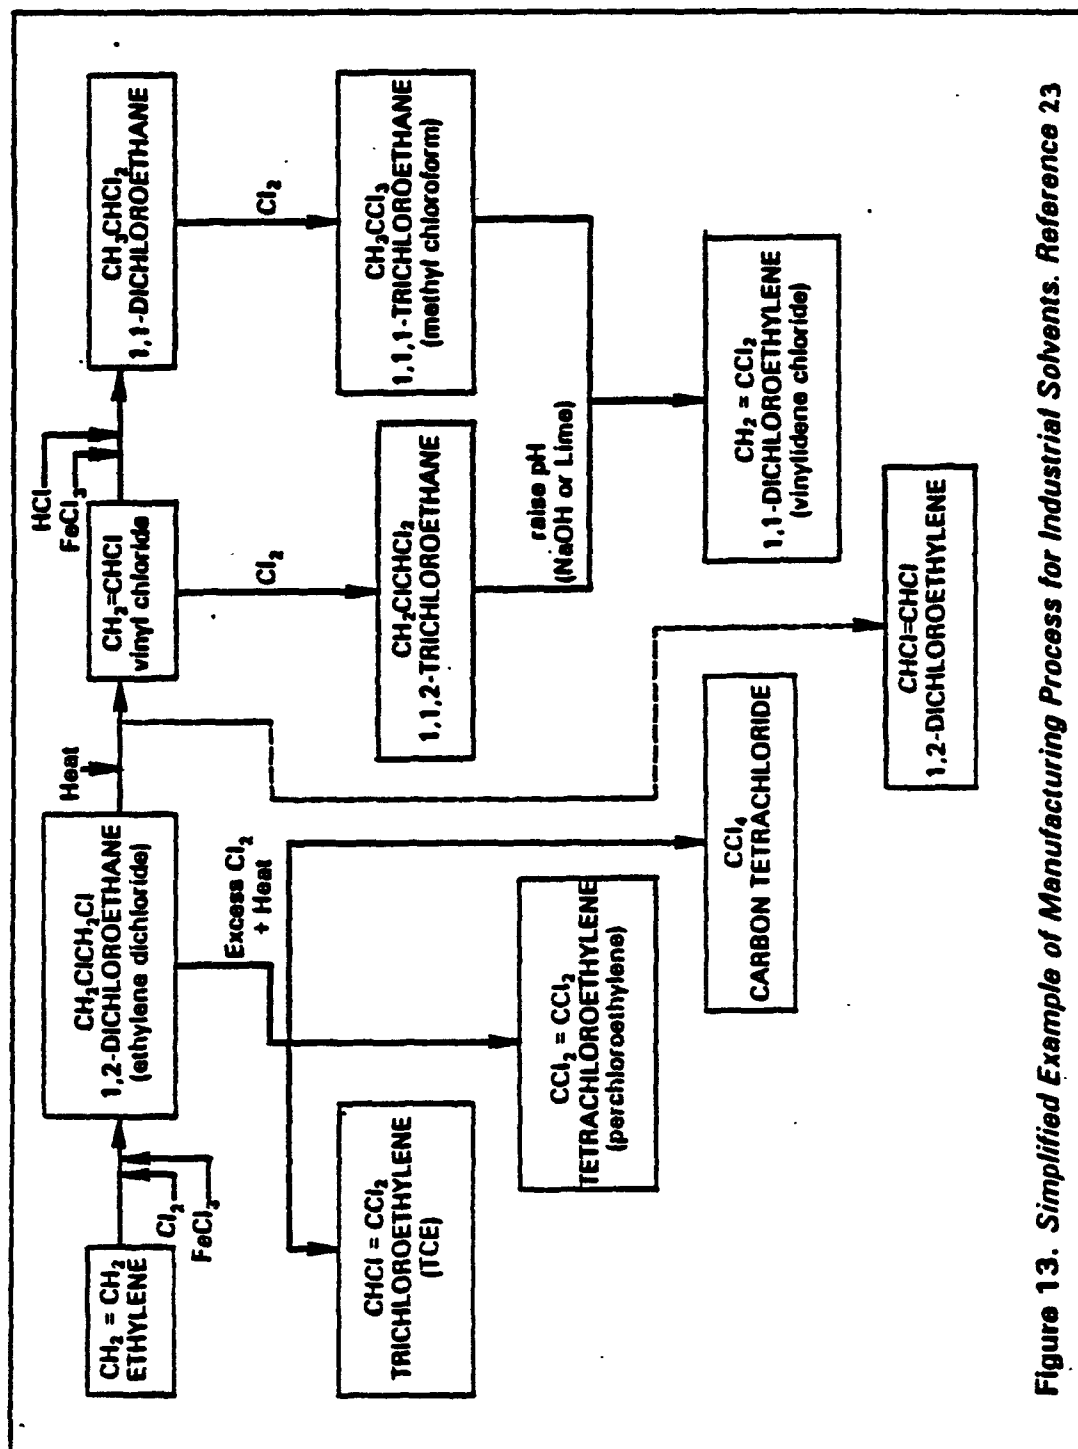 CH₂ = CH₂
ETHYLENE
Cl₂
FeCl₃
CH₂ClCH₂Cl
1,2-DICHLOROETHANE
(ethylene dichloride)
Heat
CH₂=CHCl
vinyl chloride
HCl
FeCl₃
CH₃CHCl₂
1,1-DICHLOROETHANE
Excess Cl₂
+ Heat
Cl₂
Cl₂
CHCl = CCl₂
TRICHLOROETHYLENE
(TCE)
CH₂ClCHCl₂
1,1,2-TRICHLOROETHANE
CH₃CCl₃
1,1,1-TRICHLOROETHANE
(methyl chloroform)
CCl₂ = CCl₂
TETRACHLOROETHYLENE
(perchloroethylene)
raise pH
(NaOH or Lime)
CCl₄
CARBON TETRACHLORIDE
CH₂ = CCl₂
1,1-DICHLOROETHYLENE
(vinylidene chloride)
CHCl=CHCl
1,2-DICHLOROETHYLENE
Figure 13. Simplified Example of Manufacturing Process for Industrial Solvents. Reference 23